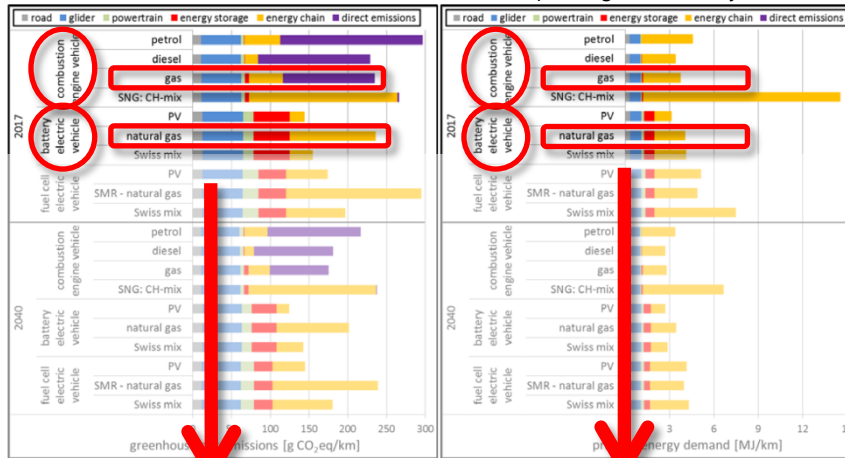 road glider powertrain energy storage energy chain direct emissions
petrol
diesel
gas
SNG: CH-mix
combustion
engine vehicle
PV
natural gas
Swiss mix
battery
electric
vehicle
PV
SMR - natural gas
Swiss mix
fuel cell
electric
vehicle
2017
petrol
diesel
gas
SNG: CH-mix
combustion
engine vehicle
PV
natural gas
Swiss mix
battery
electric
vehicle
PV
SMR - natural gas
Swiss mix
fuel cell
electric
vehicle
2040
50 100 150 200 250 300
[g CO₂eq/km]
road glider powertrain energy storage energy chain direct emissions
petrol
diesel
gas
SNG: CH-mix
combustion
engine vehicle
PV
natural gas
Swiss mix
battery
electric
vehicle
PV
SMR - natural gas
Swiss mix
fuel cell
electric
vehicle
2017
petrol
diesel
gas
SNG: CH-mix
combustion
engine vehicle
PV
natural gas
Swiss mix
battery
electric
vehicle
PV
SMR - natural gas
Swiss mix
fuel cell
electric
vehicle
2040
3 6 9 12
energy demand [MJ/km]